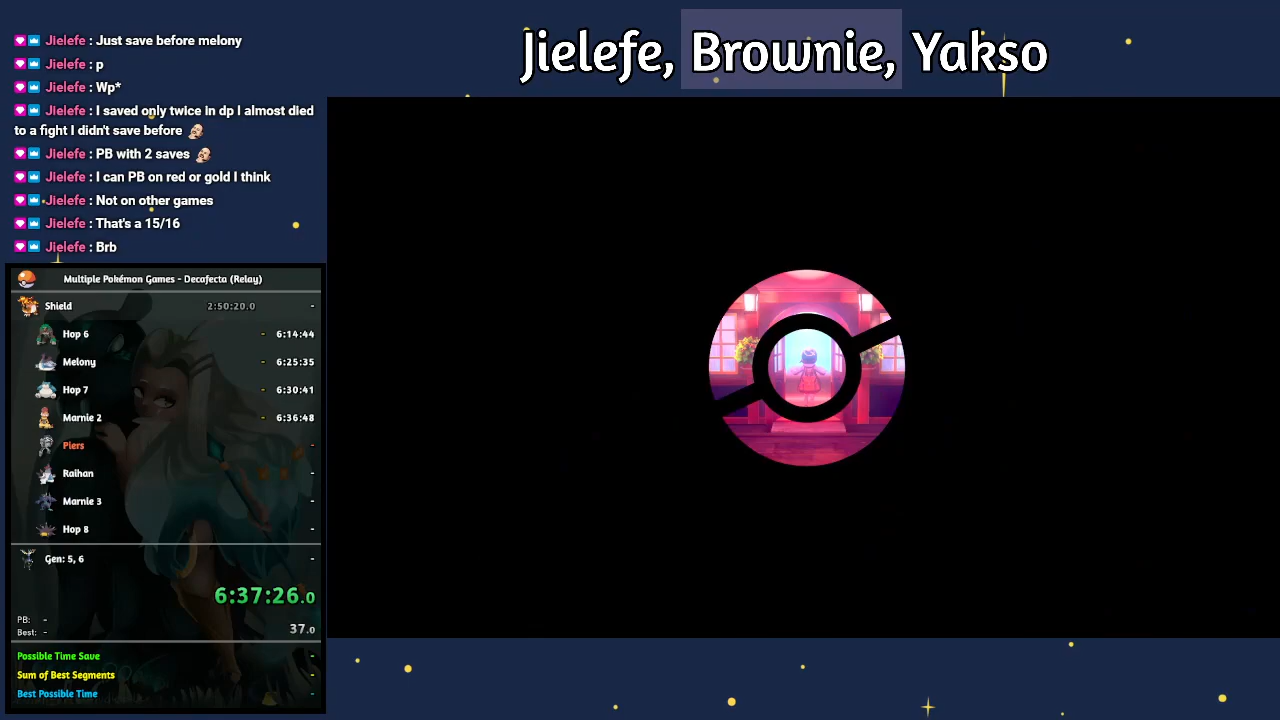 Jielefe, Brownie, Yakso
Jielefe : Just save before melony
Jielefe : p
Jielefe : Wp*
Jielefe : I saved only twice in dp I almost died
to a fight I didn't save before
Jielefe : PB with 2 saves
Jielefe : I can PB on red or gold I think
Jielefe : Not on other games
Jielefe : That's a 15/16
Jielefe : Brb
Multiple Pokémon Games - Decafecta (Relay)
Shield 2:50:20.0 -
Hop 6 - 6:14:44
Melony - 6:25:35
Hop 7 - 6:30:41
Marnie 2 - 6:36:48
Piers -
Raihan -
Marnie 3 -
Hop 8 -
Gen: 5, 6 -
6:37:26.0
PB: - 37.0
Best: -
Possible Time Save -
Sum of Best Segments -
Best Possible Time -